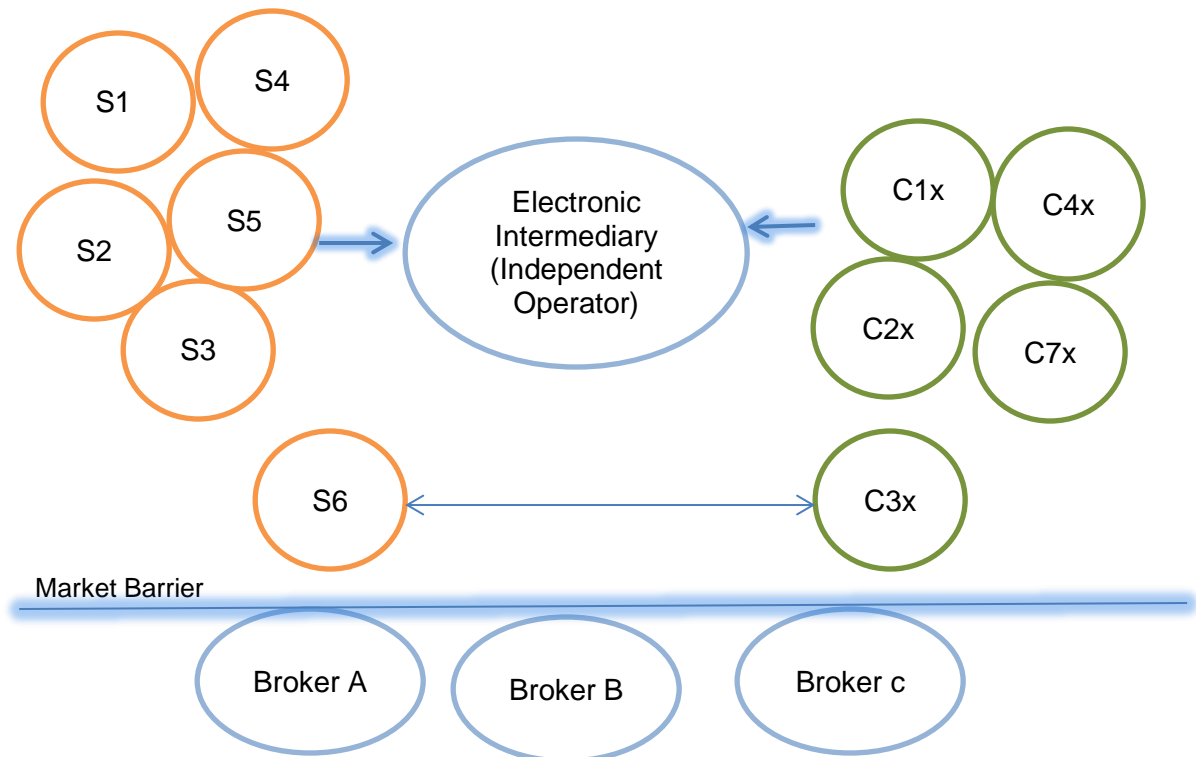 S1
S4
S2
S5
S3
Electronic
Intermediary
(Independent
Operator)
C1x
C4x
C2x
C7x
S6
C3x
Market Barrier
Broker A
Broker B
Broker c